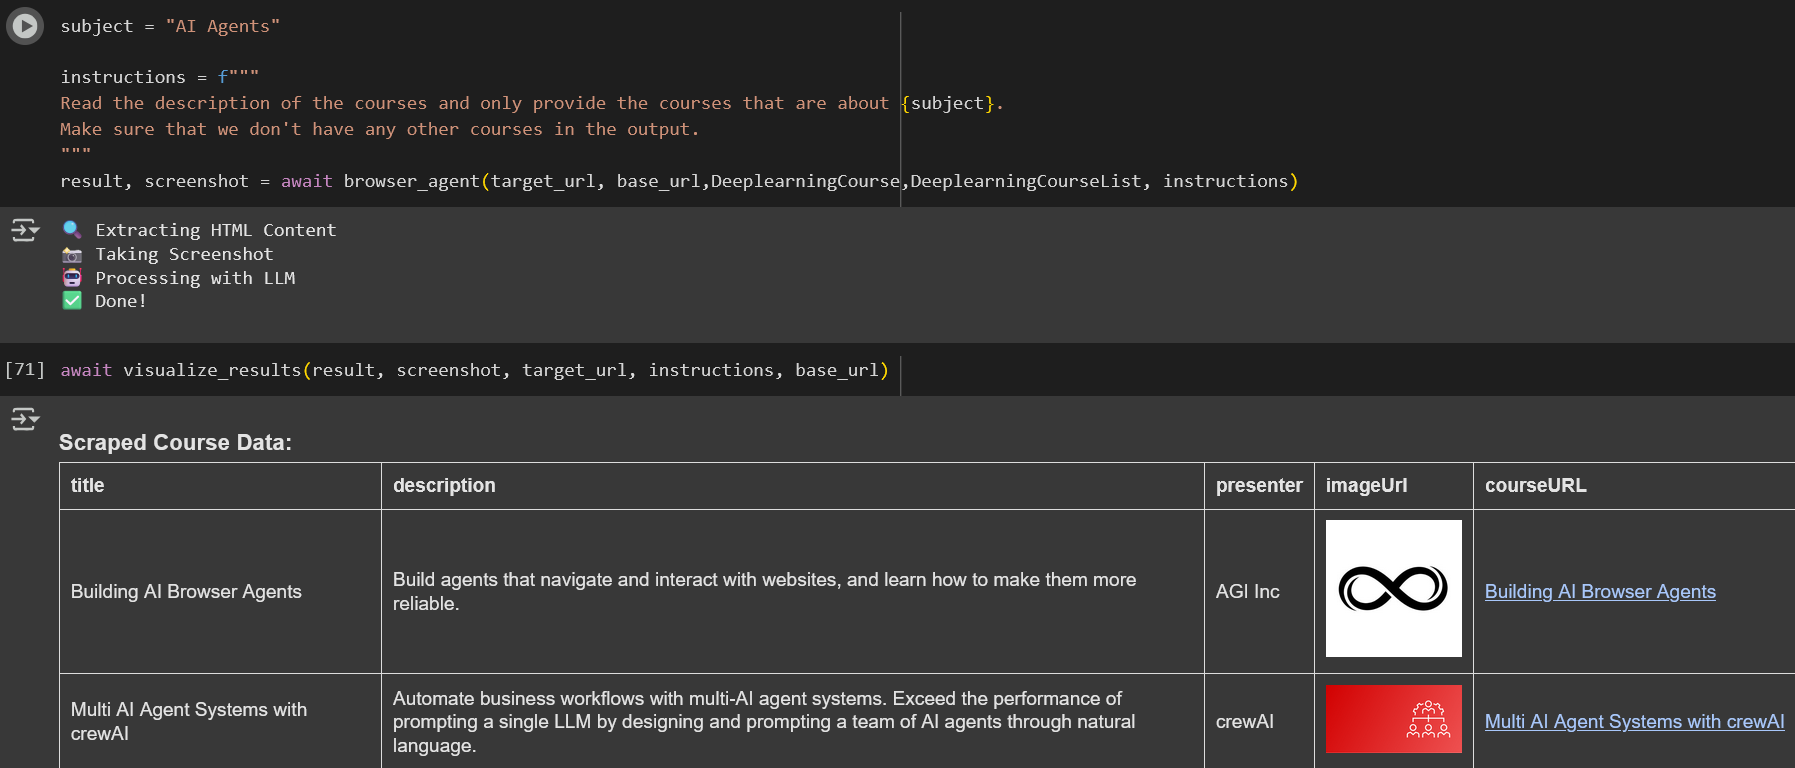 subject = "AI Agents"
instructions = f"""
Read the description of the courses and only provide the courses that are about {subject}.
Make sure that we don't have any other courses in the output.
"""
result, screenshot = await browser_agent(target_url, base_url,DeeplearningCourse,DeeplearningCourseList, instructions)
🔍 Extracting HTML Content
📸 Taking Screenshot
🤖 Processing with LLM
✅ Done!
[71] await visualize_results(result, screenshot, target_url, instructions, base_url)
Scraped Course Data:
title description presenter imageUrl courseURL
Building AI Browser Agents
Build agents that navigate and interact with websites, and learn how to make them more
reliable.
AGI Inc
Building AI Browser Agents
Multi AI Agent Systems with
crewAI
Automate business workflows with multi-AI agent systems. Exceed the performance of
prompting a single LLM by designing and prompting a team of AI agents through natural
language.
crewAI
Multi AI Agent Systems with crewAI